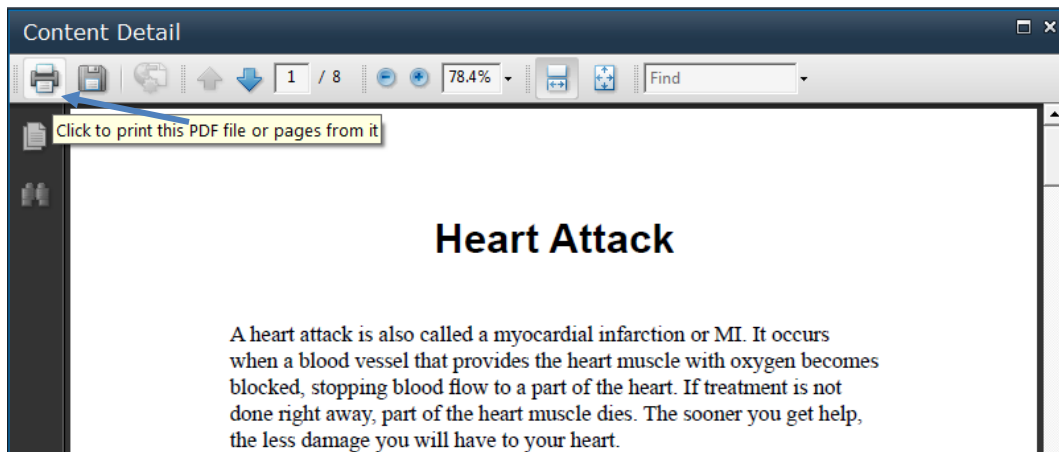 Content Detail
1 / 8 78.4% Find
Click to print this PDF file or pages from it
Heart Attack
A heart attack is also called a myocardial infarction or MI. It occurs
when a blood vessel that provides the heart muscle with oxygen becomes
blocked, stopping blood flow to a part of the heart. If treatment is not
done right away, part of the heart muscle dies. The sooner you get help,
the less damage you will have to your heart.